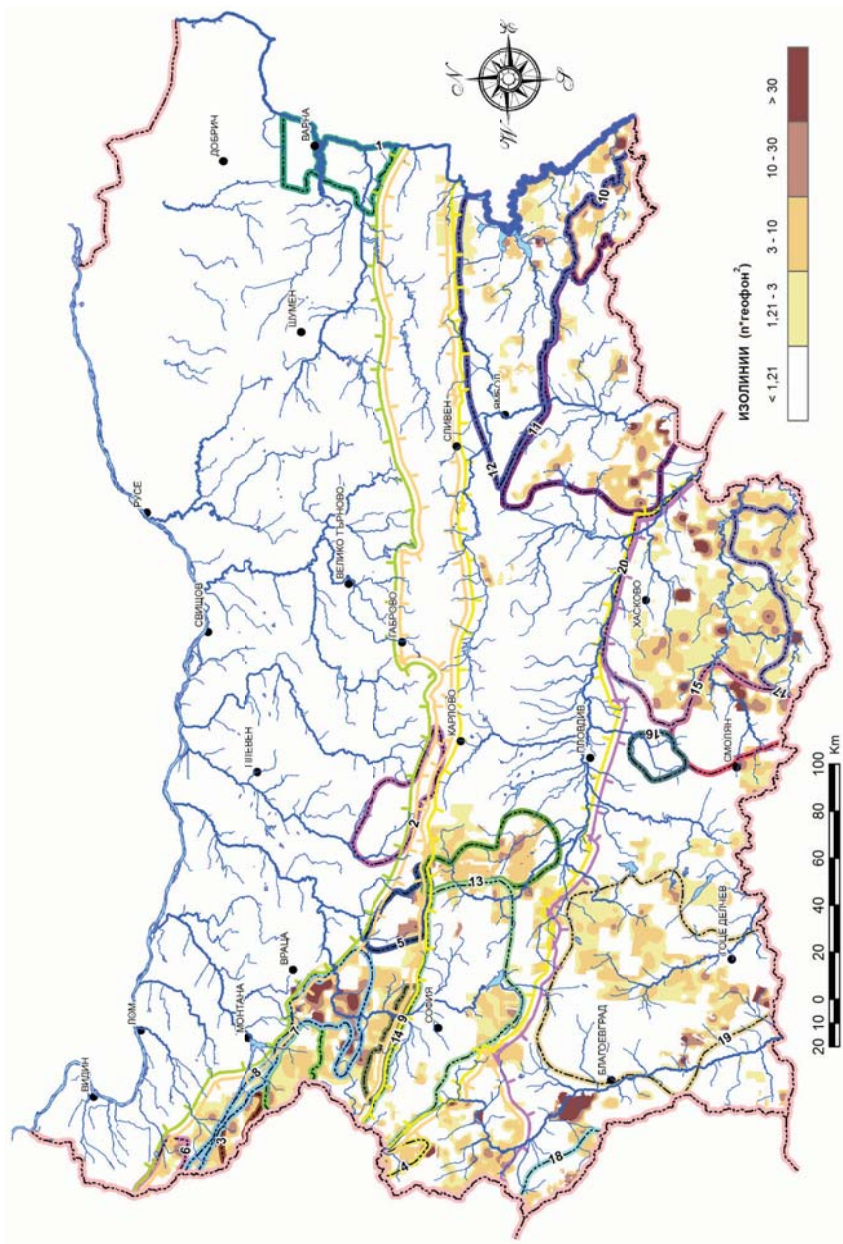 ВИДИН
ЛОМ
МОНТАНА
ВРАЦА
ПЛЕВЕН
СВИЩОВ
РУСЕ
ВЕЛИКО ТЪРНОВО
ГАБРОВО
ШУМЕН
ДОБРИЧ
ВАРНА
СОФИЯ
КАРЛОВО
СЛИВЕН
ЯМБОЛ
БЛАГОЕВГРАД
ПЛОВДИВ
ХАСКОВО
ГОЦЕ ДЕЛЧЕВ
СМОЛЯН
1
2
3
4
5
6
7
8
9
10
11
12
13
14
15
16
17
18
19
20
N
E
S
W
20 10 0 20 40 60 80 100
Km
ИЗОЛИНИИ (n*геофон²)
< 1,21
1,21 - 3
3 - 10
10 - 30
> 30